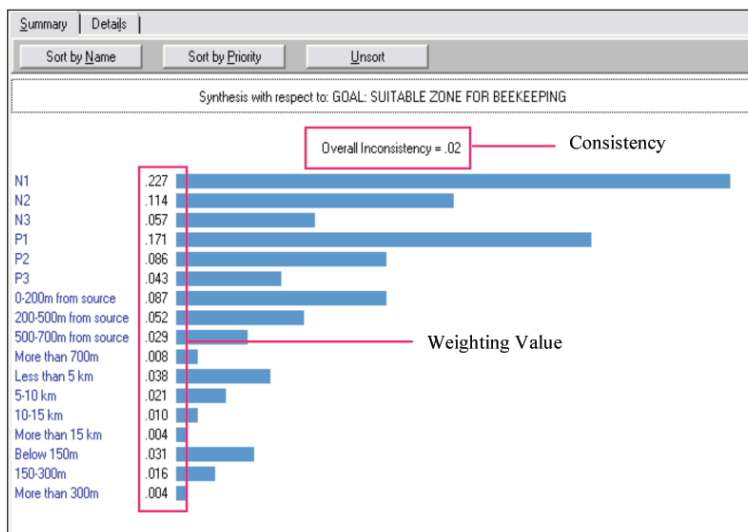 Summary Details
Sort by Name Sort by Priority Unsort
Synthesis with respect to: GOAL: SUITABLE ZONE FOR BEEKEEPING
Overall Inconsistency = .02 Consistency
N1 .227
N2 .114
N3 .057
P1 .171
P2 .086
P3 .043
0-200m from source .087
200-500m from source .052
500-700m from source .029
Weighting Value
More than 700m .008
Less than 5 km .038
5-10 km .021
10-15 km .010
More than 15 km .004
Below 150m .031
150-300m .016
More than 300m .004